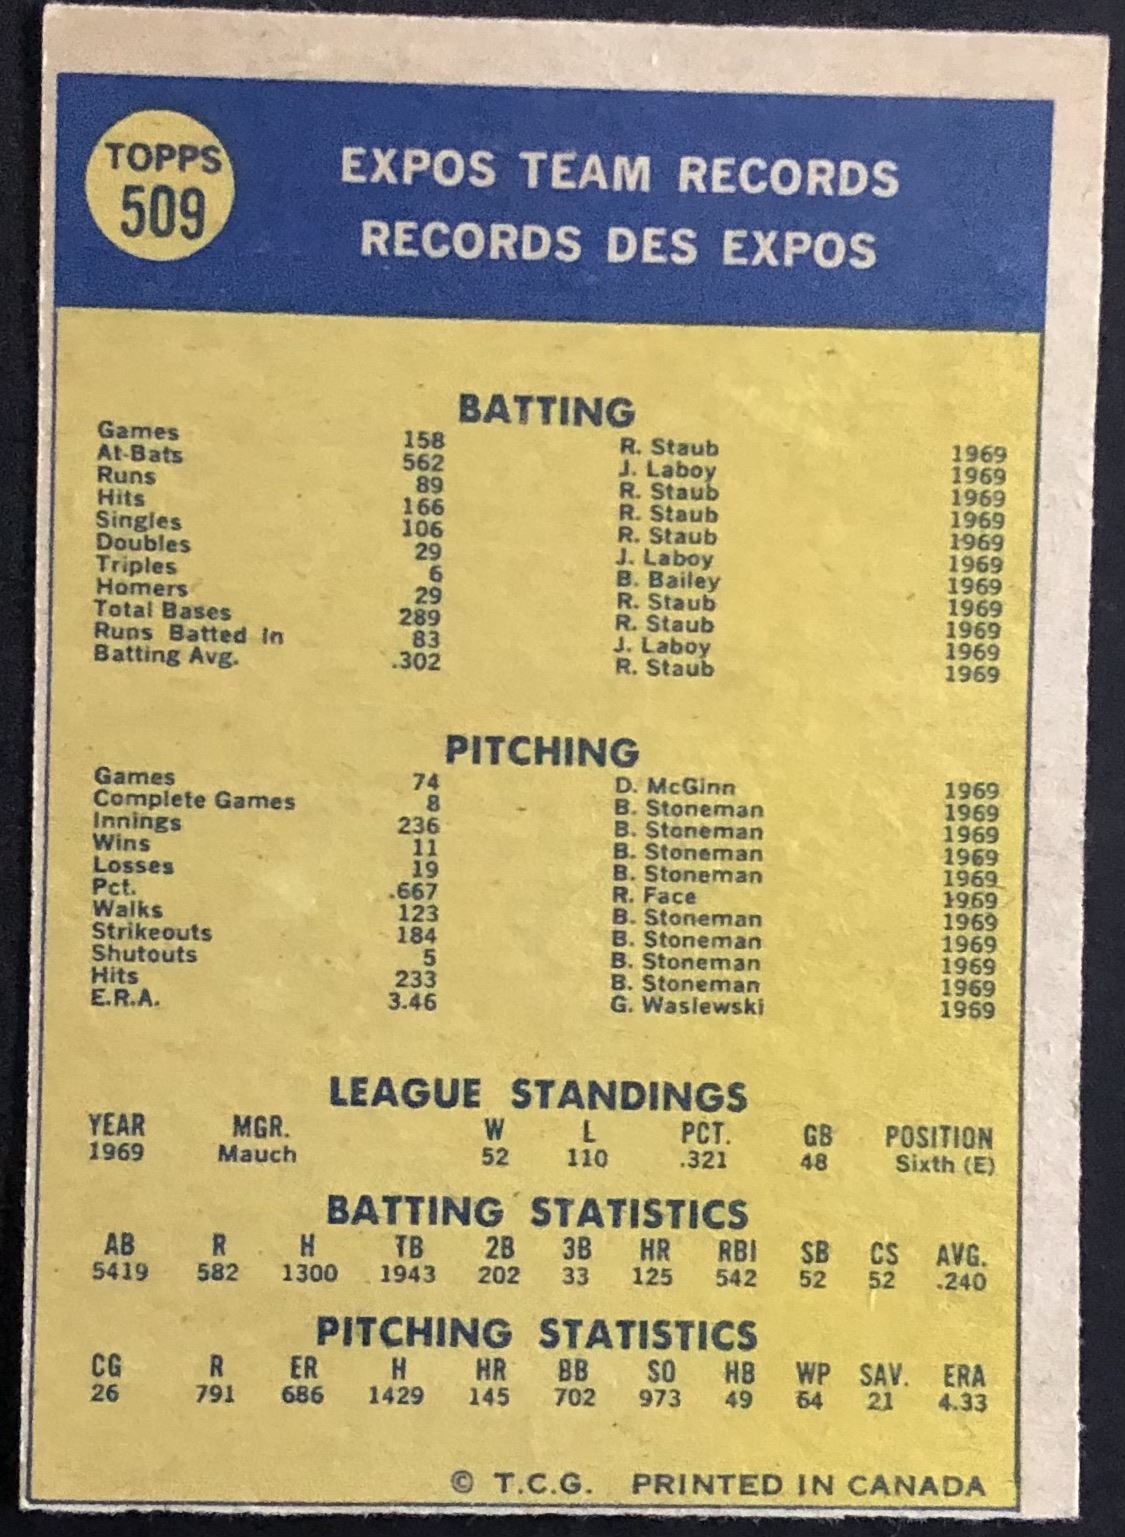 TOPPS
509
EXPOS TEAM RECORDS
RECORDS DES EXPOS
BATTING
Games 158 R. Staub 1969
At-Bats 562 J. Laboy 1969
Runs 89 R. Staub 1969
Hits 166 R. Staub 1969
Singles 106 R. Staub 1969
Doubles 29 J. Laboy 1969
Triples 6 B. Bailey 1969
Homers 29 R. Staub 1969
Total Bases 289 R. Staub 1969
Runs Batted In 83 J. Laboy 1969
Batting Avg. .302 R. Staub 1969
PITCHING
Games 74 D. McGinn 1969
Complete Games 8 B. Stoneman 1969
Innings 236 B. Stoneman 1969
Wins 11 B. Stoneman 1969
Losses 19 B. Stoneman 1969
Pct. .667 R. Face 1969
Walks 123 B. Stoneman 1969
Strikeouts 184 B. Stoneman 1969
Shutouts 5 B. Stoneman 1969
Hits 233 B. Stoneman 1969
E.R.A. 3.46 G. Waslewski 1969
LEAGUE STANDINGS
YEAR MGR. W L PCT. GB POSITION
1969 Mauch 52 110 .321 48 Sixth (E)
BATTING STATISTICS
AB R H TB 2B 3B HR RBI SB CS AVG.
5419 582 1300 1943 202 33 125 542 52 52 .240
PITCHING STATISTICS
CG R ER H HR BB SO HB WP SAV. ERA
26 791 686 1429 145 702 973 49 64 21 4.33
© T.C.G. PRINTED IN CANADA